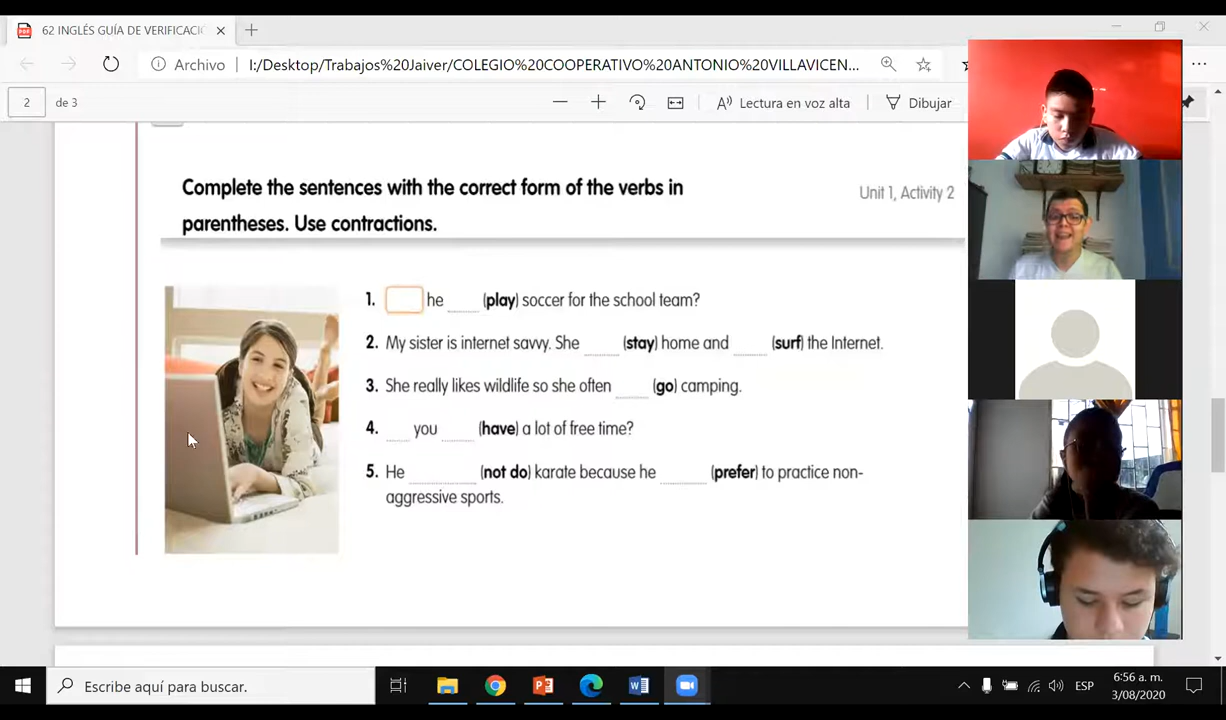 62 INGLÉS GUÍA DE VERIFICACI
Archivo I:/Desktop/Trabajos%20Jaiver/COLEGIO%20COOPERATIVO%20ANTONIO%20VILLAVICEN...
2 de 3 Lectura en voz alta Dibujar
Complete the sentences with the correct form of the verbs in
parentheses. Use contractions.
Unit 1, Activity 2
1. he (play) soccer for the school team?
2. My sister is internet savvy. She (stay) home and (surf) the Internet.
3. She really likes wildlife so she often (go) camping.
4. you (have) a lot of free time?
5. He (not do) karate because he (prefer) to practice non-
aggressive sports.
Escribe aquí para buscar.
ESP
6:56 a. m.
3/08/2020